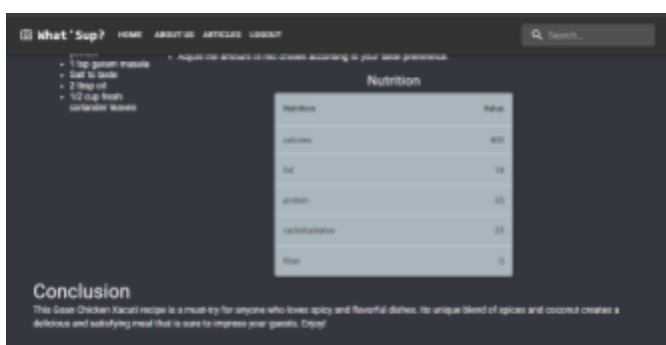 What'Sup? HOME ABOUT US ARTICLES LOGOUT Search...
Adjust the amount of red chilies according to your taste preference.
1 tsp garam masala
Salt to taste
2 tbsp oil
1/2 cup fresh
coriander leaves
Nutrition
Nutrition Value
calories 400
fat
protein
carbohydrates 25
fiber
Conclusion
This Goan Chicken Xacuti recipe is a must-try for anyone who loves spicy and flavorful dishes. Its unique blend of spices and coconut creates a
delicious and satisfying meal that is sure to impress your guests. Enjoy!